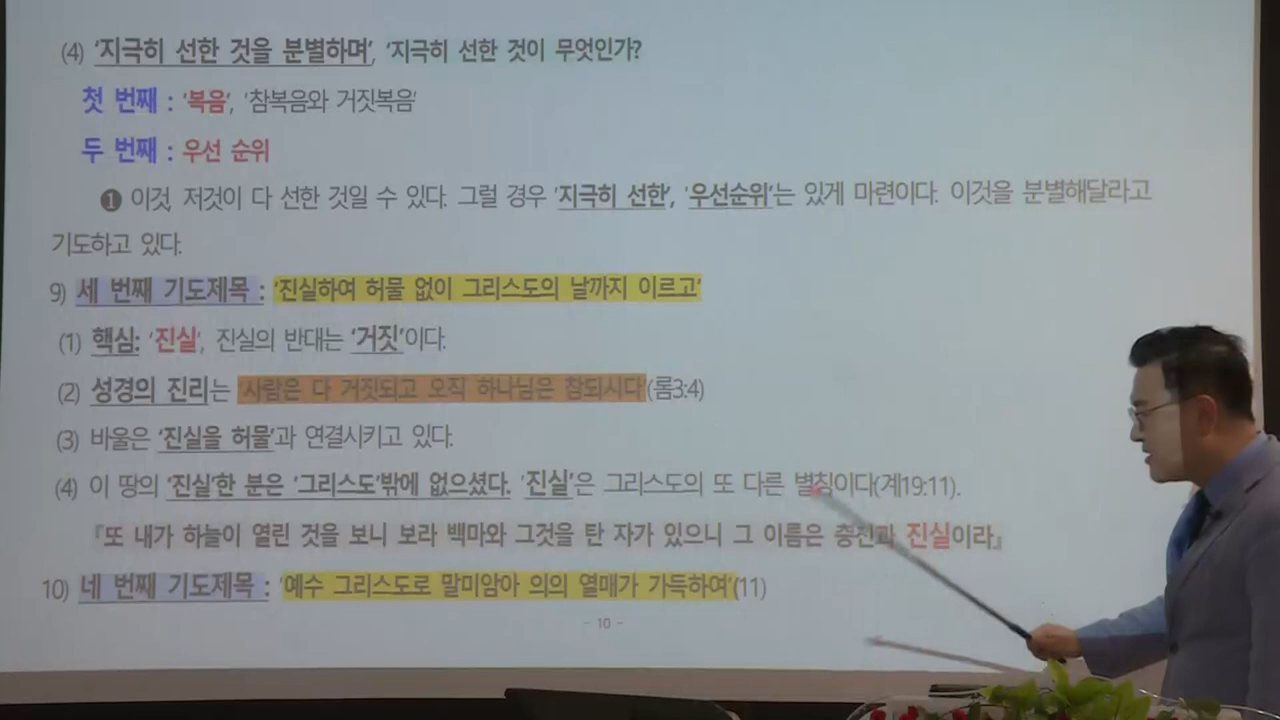 (4) ‘지극히 선한 것을 분별하며’, ‘지극히 선한 것이 무엇인가?
첫 번째 : ‘복음’, ‘참복음와 거짓복음’
두 번째 : 우선 순위
❶ 이것, 저것이 다 선한 것일 수 있다. 그럴 경우 ‘지극히 선한’, ‘우선순위’는 있게 마련이다. 이것을 분별해달라고
기도하고 있다.
9) 세 번째 기도제목 : ‘진실하여 허물 없이 그리스도의 날까지 이르고’
(1) 핵심: ‘진실’, 진실의 반대는 ‘거짓’이다.
(2) 성경의 진리는 ‘사람은 다 거짓되고 오직 하나님은 참되시다’(롬3:4)
(3) 바울은 ‘진실을 허물’과 연결시키고 있다.
(4) 이 땅의 ‘진실’한 분은 ‘그리스도’밖에 없으셨다. ‘진실’은 그리스도의 또 다른 별칭이다(계19:11).
『또 내가 하늘이 열린 것을 보니 보라 백마와 그것을 탄 자가 있으니 그 이름은 충신과 진실이라』
10) 네 번째 기도제목 : ‘예수 그리스도로 말미암아 의의 열매가 가득하여’(11)
- 10 -